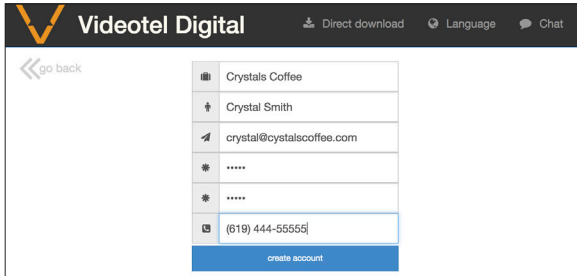 Videotel Digital
Direct download
Language
Chat
go back
Crystals Coffee
Crystal Smith
crystal@cystalscoffee.com
•••••
•••••
(619) 444-55555
create account